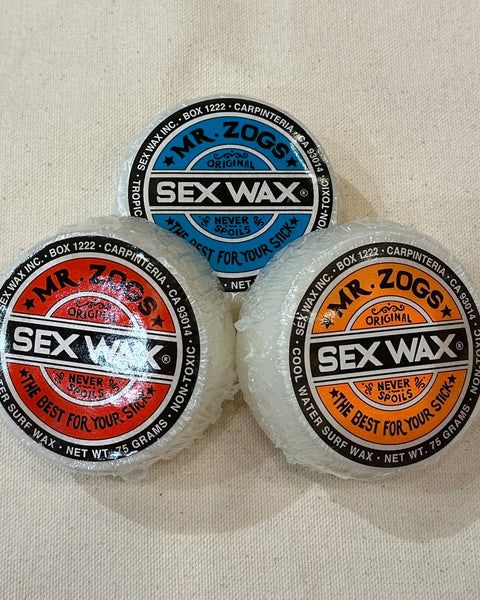 SEX WAX INC. • BOX 1222 • CARPINTERIA, CA 93014
NON-TOXIC
★ MR. ZOGS ★
ORIGINAL
SEX WAX®
NEVER
SPOILS
THE BEST FOR YOUR STICK
NET
SEX WAX INC. • BOX 1222 • CARPINTERIA • CA 93014 •
★ MR. ZOGS ★
ORIGINAL
SEX WAX®
NEVER
SPOILS
★ THE BEST FOR YOUR STICK ★
WATER SURF WAX • NET WT. 75 GRAMS • NON-TOXIC
SEX WAX INC. • BOX 1222 • CARPINTERIA • CA 93014 •
★ MR. ZOGS ★
ORIGINAL
SEX WAX®
NEVER
SPOILS
★ THE BEST FOR YOUR STICK ★
COOL WATER SURF WAX • NET WT. 75 GRAMS • NON-TOXIC